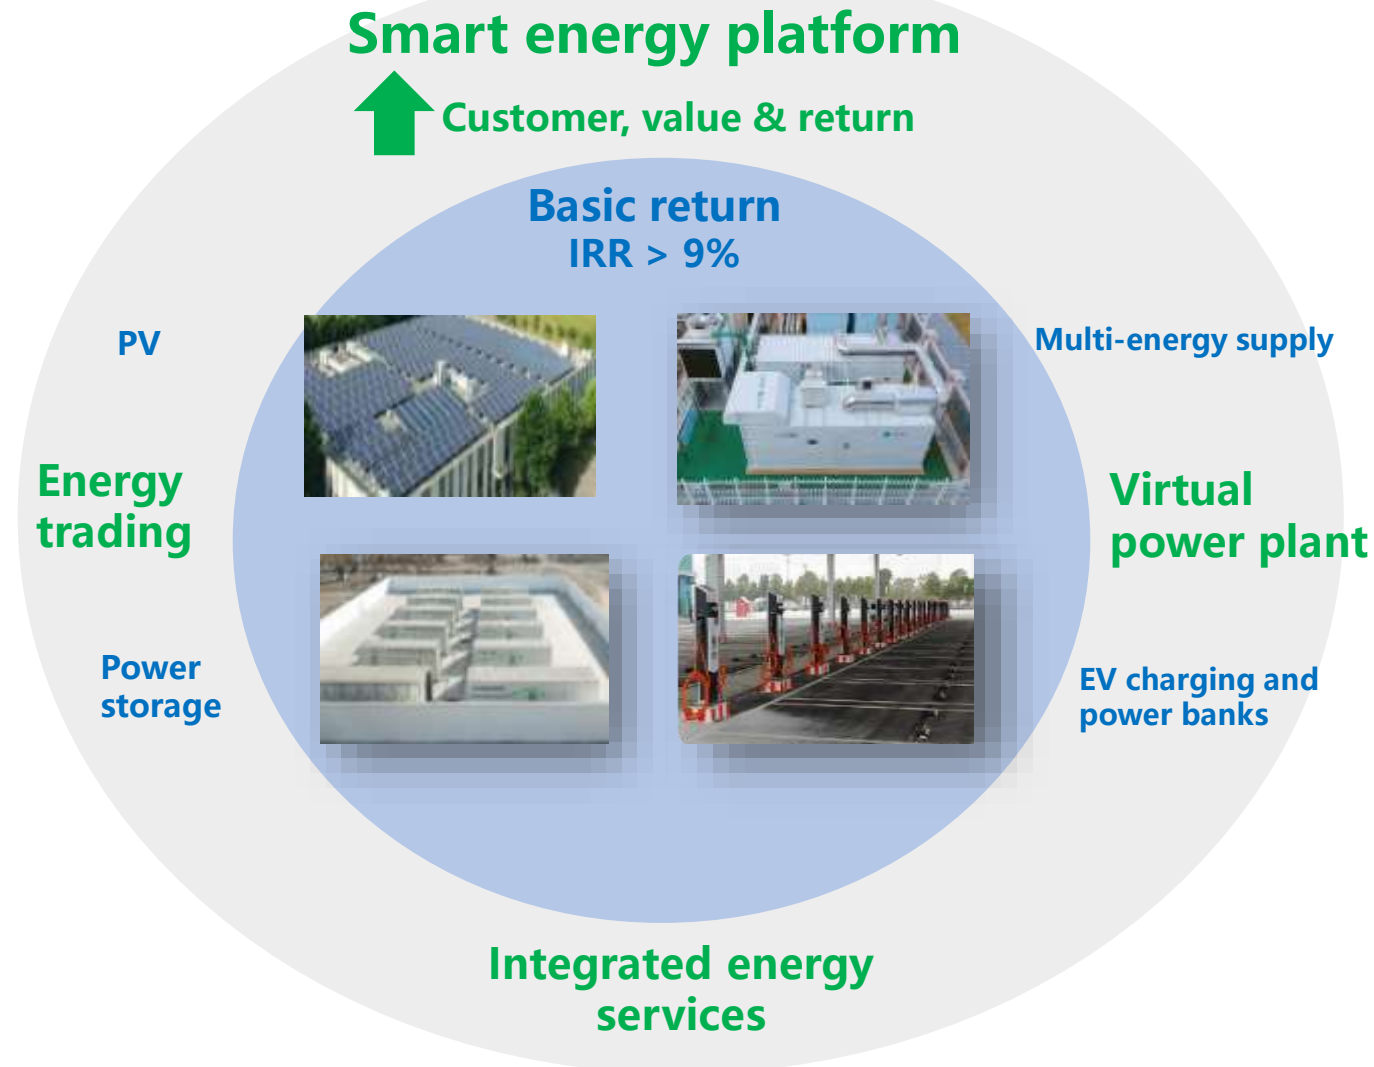 Smart energy platform
Customer, value & return
Basic return
IRR > 9%
PV
Multi-energy supply
Energy
trading
Virtual
power plant
Power
storage
EV charging and
power banks
Integrated energy
services